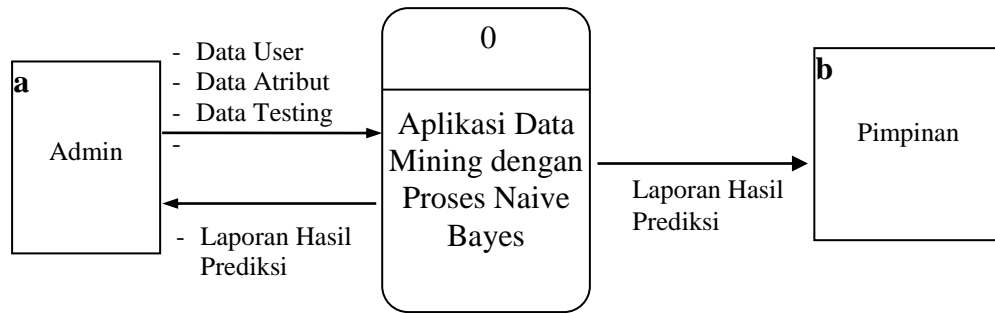 a
Admin
- Data User
- Data Atribut
- Data Testing
-
- Laporan Hasil
Prediksi
0
Aplikasi Data
Mining dengan
Proses Naive
Bayes
Laporan Hasil
Prediksi
b
Pimpinan